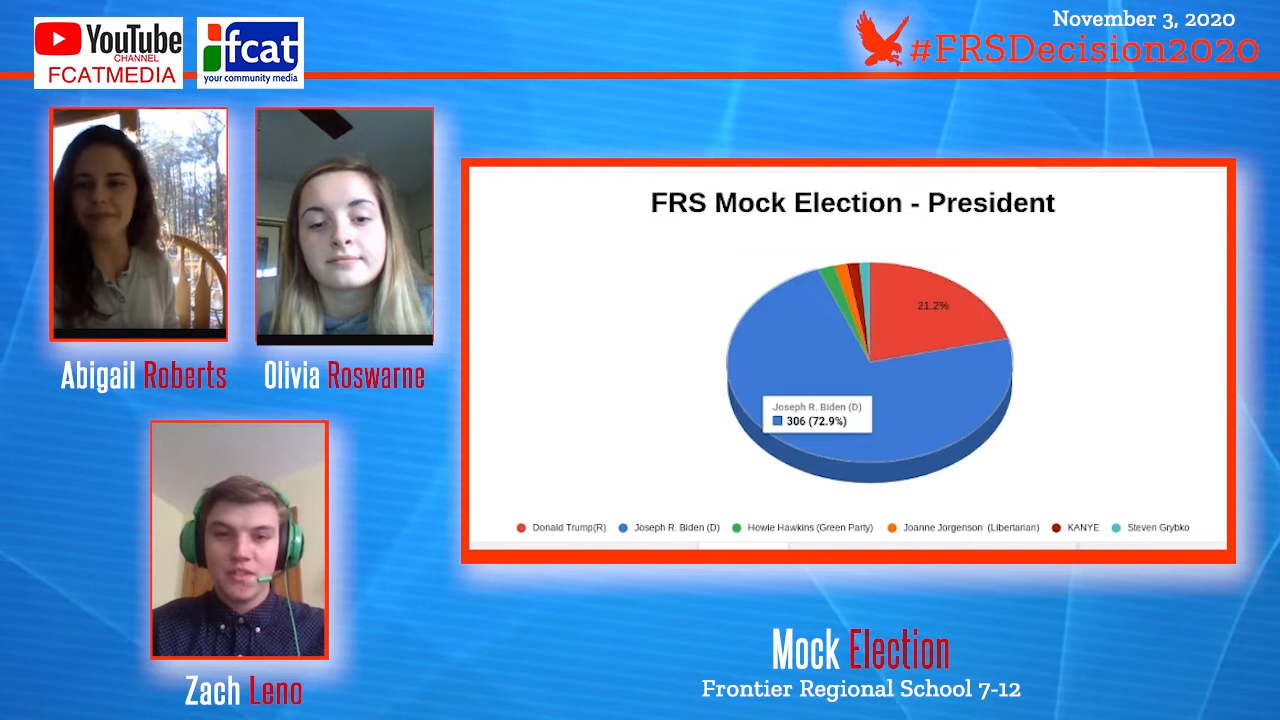 YouTube
CHANNEL
FCATMEDIA
fcat
your community media
November 3, 2020
#FRSDecision2020
Abigail Roberts
Olivia Roswarne
Zach Leno
FRS Mock Election - President
21.2%
Joseph R. Biden (D)
306 (72.9%)
Donald Trump(R)
Joseph R. Biden (D)
Howie Hawkins (Green Party)
Joanne Jorgenson (Libertarian)
KANYE
Steven Grybko
Mock Election
Frontier Regional School 7-12